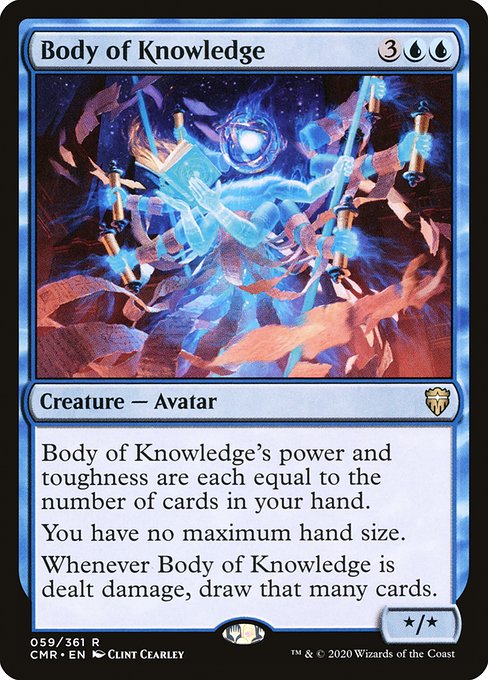 Body of Knowledge 3
Creature — Avatar
Body of Knowledge's power and
toughness are each equal to the
number of cards in your hand.
You have no maximum hand size.
Whenever Body of Knowledge is
dealt damage, draw that many cards.
*/*
059/361 R
CMR • EN Clint Cearley
™ & © 2020 Wizards of the Coast